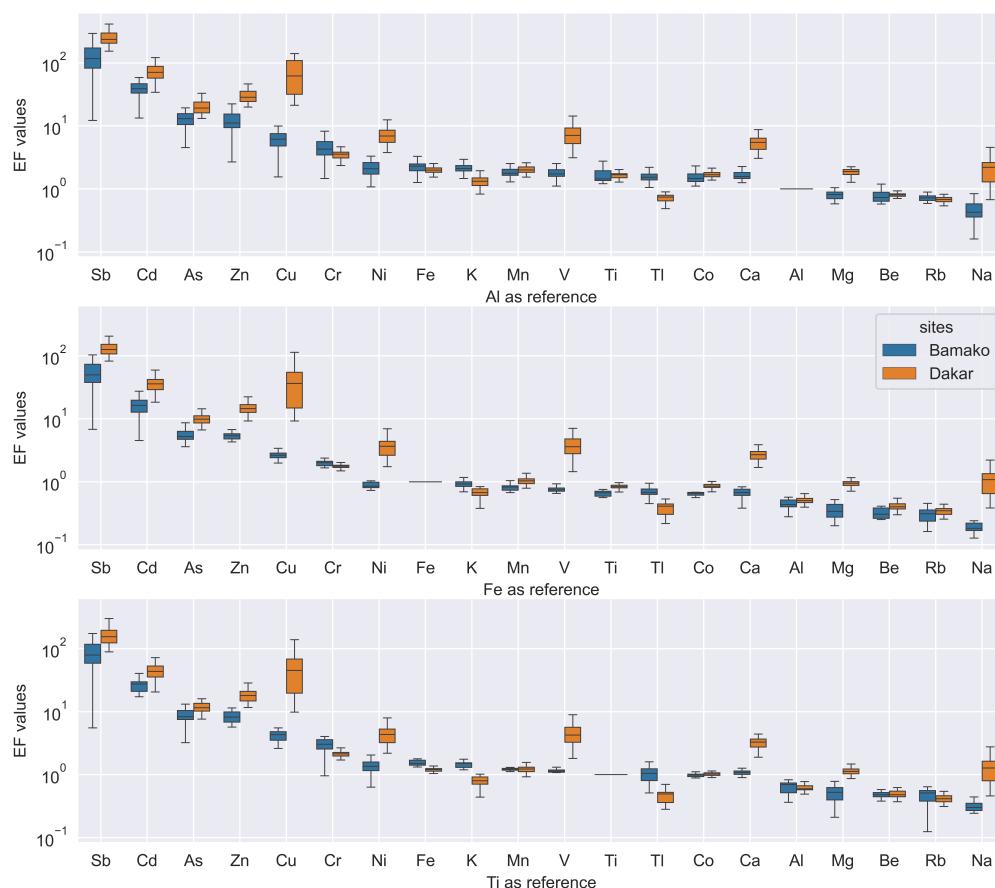 EF values
10²
10¹
10⁰
10⁻¹
Sb Cd As Zn Cu Cr Ni Fe K Mn V Ti Tl Co Ca Al Mg Be Rb Na
Al as reference
EF values
10²
10¹
10⁰
10⁻¹
sites
Bamako
Dakar
Sb Cd As Zn Cu Cr Ni Fe K Mn V Ti Tl Co Ca Al Mg Be Rb Na
Fe as reference
EF values
10²
10¹
10⁰
10⁻¹
Sb Cd As Zn Cu Cr Ni Fe K Mn V Ti Tl Co Ca Al Mg Be Rb Na
Ti as reference